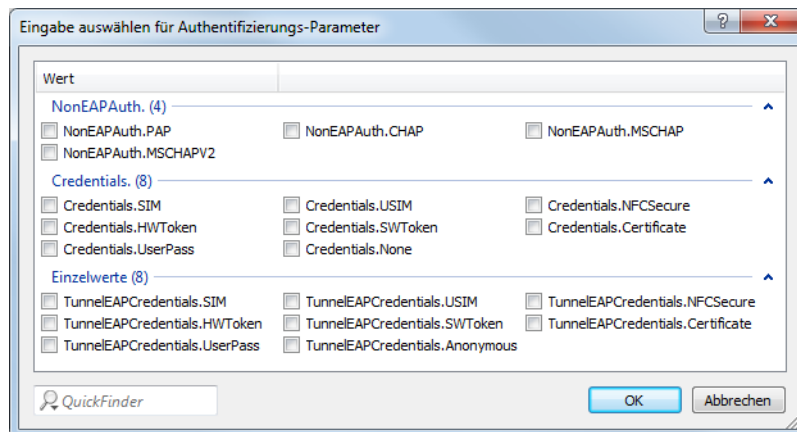 Eingabe auswählen für Authentifizierungs-Parameter
Wert
NonEAPAuth. (4)
NonEAPAuth.PAP NonEAPAuth.CHAP NonEAPAuth.MSCHAP
NonEAPAuth.MSCHAPV2
Credentials. (8)
Credentials.SIM Credentials.USIM Credentials.NFCSecure
Credentials.HWToken Credentials.SWToken Credentials.Certificate
Credentials.UserPass Credentials.None
Einzelwerte (8)
TunnelEAPCredentials.SIM TunnelEAPCredentials.USIM TunnelEAPCredentials.NFCSecure
TunnelEAPCredentials.HWToken TunnelEAPCredentials.SWToken TunnelEAPCredentials.Certificate
TunnelEAPCredentials.UserPass TunnelEAPCredentials.Anonymous
QuickFinder OK Abbrechen